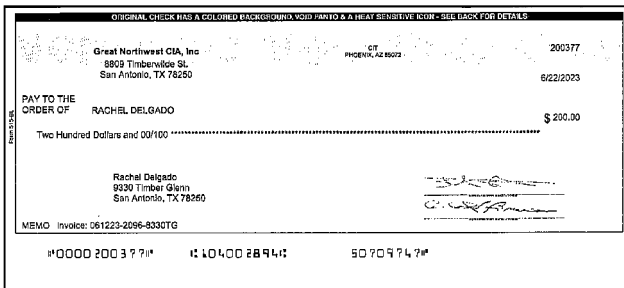 ORIGINAL CHECK HAS A COLORED BACKGROUND, VOID PANTO & A HEAT SENSITIVE ICON - SEE BACK FOR DETAILS
Great Northwest CIA, Inc
8809 Timberwilde St.
San Antonio, TX 78250
CIT
PHOENIX, AZ 85072
200377
6/22/2023
PAY TO THE
ORDER OF RACHEL DELGADO
$ 200.00
Two Hundred Dollars and 00/100
Rachel Delgado
9330 Timber Glenn
San Antonio, TX 78250
MEMO Invoice: 061223-2096-8330TG
⑈0000200377⑈ ⑆104002894⑆ 50709747⑈